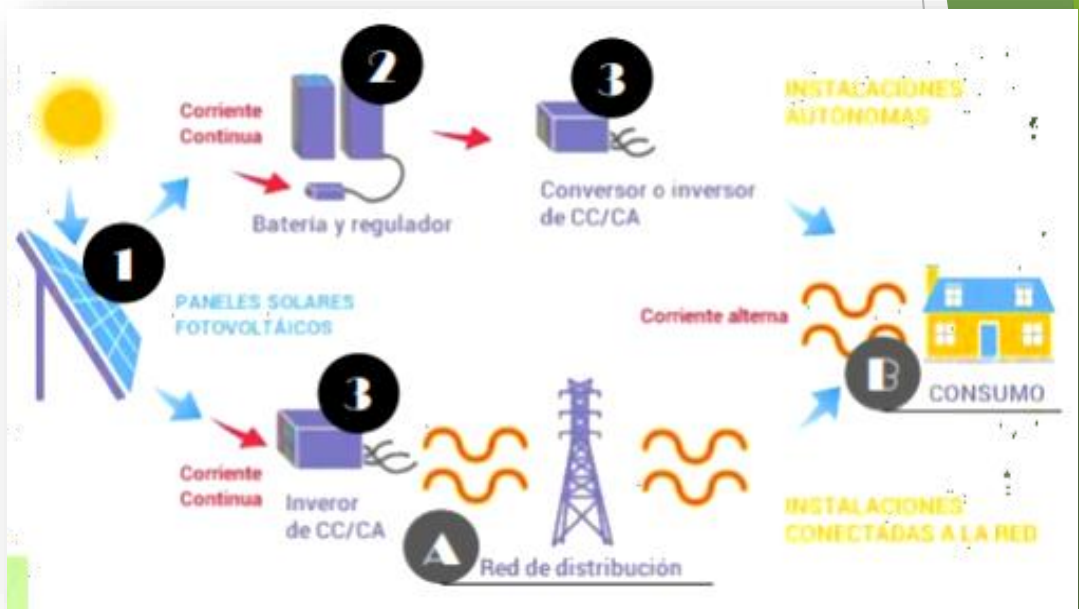 2
3
INSTALACIONES
AUTÓNOMAS
Corriente
Continua
Conversor o inversor
de CC/CA
Batería y regulador
1
PANELES SOLARES
FOTOVOLTÁICOS
Corriente alterna
B
CONSUMO
3
Corriente
Continua
Inveror
de CC/CA
A
Red de distribución
INSTALACIONES
CONECTADAS A LA RED